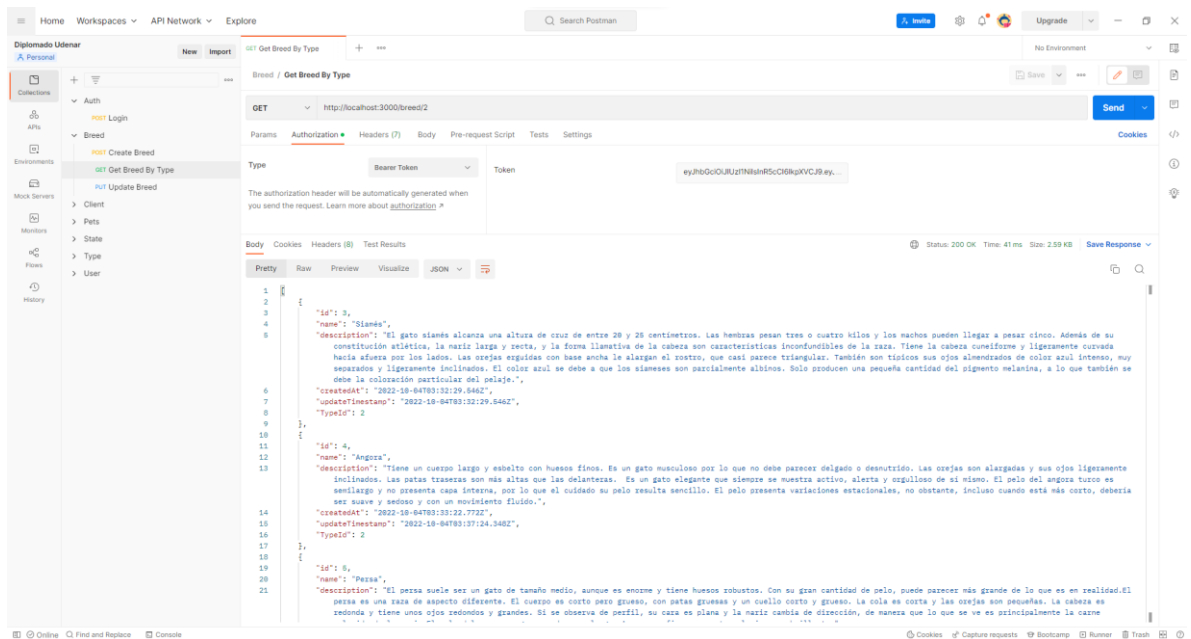 Home Workspaces API Network Explore
Search Postman
Invite
Upgrade
Diplomado Udenar
Personal
New Import
GET Get Breed By Type
No Environment
Collections
APIs
Environments
Mock Servers
Monitors
Flows
History
Auth
POST Login
Breed
POST Create Breed
GET Get Breed By Type
PUT Update Breed
Client
Pets
State
Type
User
Breed / Get Breed By Type
Save
GET http://localhost:3000/breed/2
Send
Params Authorization Headers (7) Body Pre-request Script Tests Settings
Cookies
Type
Bearer Token
The authorization header will be automatically generated when
you send the request. Learn more about authorization
Token
Body Cookies Headers (8) Test Results
Status: 200 OK Time: 41 ms Size: 2.59 KB Save Response
Pretty Raw Preview Visualize JSON
1 [
2 {
3 "id": 3,
4 "name": "Siamés",
5 "description": "El gato siamés alcanza una altura de cruz de entre 20 y 25 centímetros. Las hembras pesan tres o cuatro kilos y los machos pueden llegar a pesar cinco. Además de su
constitución atlética, la nariz larga y recta, y la forma llamativa de la cabeza son características inconfundibles de la raza. Tiene la cabeza cuneiforme y ligeramente curvada
hacia afuera por los lados. Las orejas erguidas con base ancha le alargan el rostro, que casi parece triangular. También son típicos sus ojos almendrados de color azul intenso, muy
separados y ligeramente inclinados. El color azul se debe a que los siameses son parcialmente albinos. Solo producen una pequeña cantidad del pigmento melanina, a lo que también se
debe la coloración particular del pelaje.",
6 "createdAt": "2022-10-04T03:32:29.546Z",
7 "updateTimestamp": "2022-10-04T03:32:29.546Z",
8 "TypeId": 2
9 },
10 {
11 "id": 4,
12 "name": "Angora",
13 "description": "Tiene un cuerpo largo y esbelto con huesos finos. Es un gato musculoso por lo que no debe parecer delgado o desnutrido. Las orejas son alargadas y sus ojos ligeramente
inclinados. Las patas traseras son más altas que las delanteras. Es un gato elegante que siempre se muestra activo, alerta y orgulloso de si mismo. El pelo del angora turco es
semilargo y no presenta capa interna, por lo que el cuidado su pelo resulta sencillo. El pelo presenta variaciones estacionales, no obstante, incluso cuando está más corto, debería
ser suave y sedoso y con un movimiento fluido.",
14 "createdAt": "2022-10-04T03:33:22.772Z",
15 "updateTimestamp": "2022-10-04T03:37:24.348Z",
16 "TypeId": 2
17 },
18 {
19 "id": 5,
20 "name": "Persa",
21 "description": "El persa suele ser un gato de tamaño medio, aunque es enorme y tiene huesos robustos. Con su gran cantidad de pelo, puede parecer más grande de lo que es en realidad.El
persa es una raza de aspecto diferente. El cuerpo es corto pero grueso, con patas gruesas y un cuello corto y grueso. La cola es corta y las orejas son pequeñas. La cabeza es
redonda y tiene unos ojos redondos y grandes. Si se observa de perfil, su cara es plana y la nariz cambia de dirección, de manera que lo que se ve es principalmente la carne
Online Find and Replace Console
Cookies Capture requests Bootcamp Runner Trash